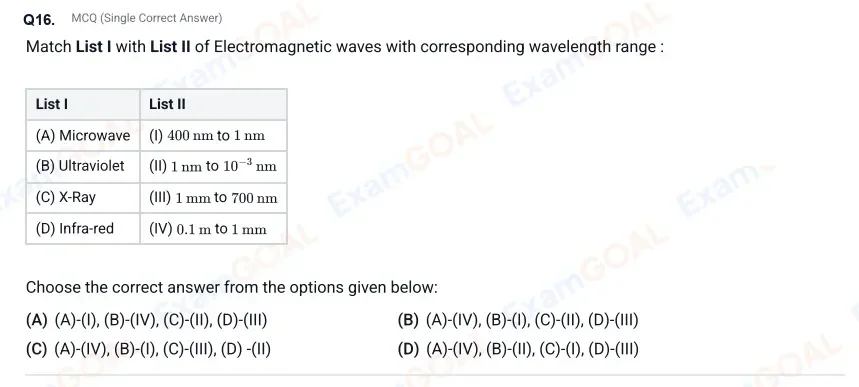 Q16. MCQ (Single Correct Answer)
Match List I with List II of Electromagnetic waves with corresponding wavelength range :
List I List II
(A) Microwave (I) 400 nm to 1 nm
(B) Ultraviolet (II) 1 nm to 10⁻³ nm
(C) X-Ray (III) 1 mm to 700 nm
(D) Infra-red (IV) 0.1 m to 1 mm
Choose the correct answer from the options given below:
(A) (A)-(I), (B)-(IV), (C)-(II), (D)-(III) (B) (A)-(IV), (B)-(I), (C)-(II), (D)-(III)
(C) (A)-(IV), (B)-(I), (C)-(III), (D) -(II) (D) (A)-(IV), (B)-(II), (C)-(I), (D)-(III)
ExamGOAL
ExamGOAL
ExamGOAL